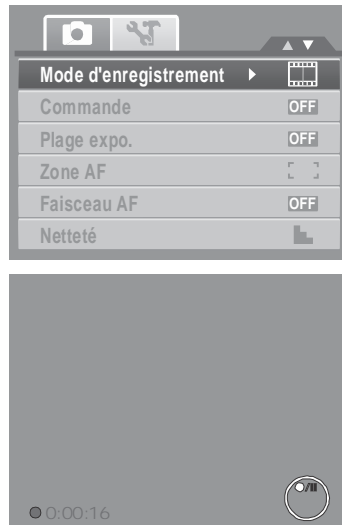 Mode d'enregistrement
Commande OFF
Plage expo. OFF
Zone AF
Faisceau AF OFF
Netteté
0:00:16